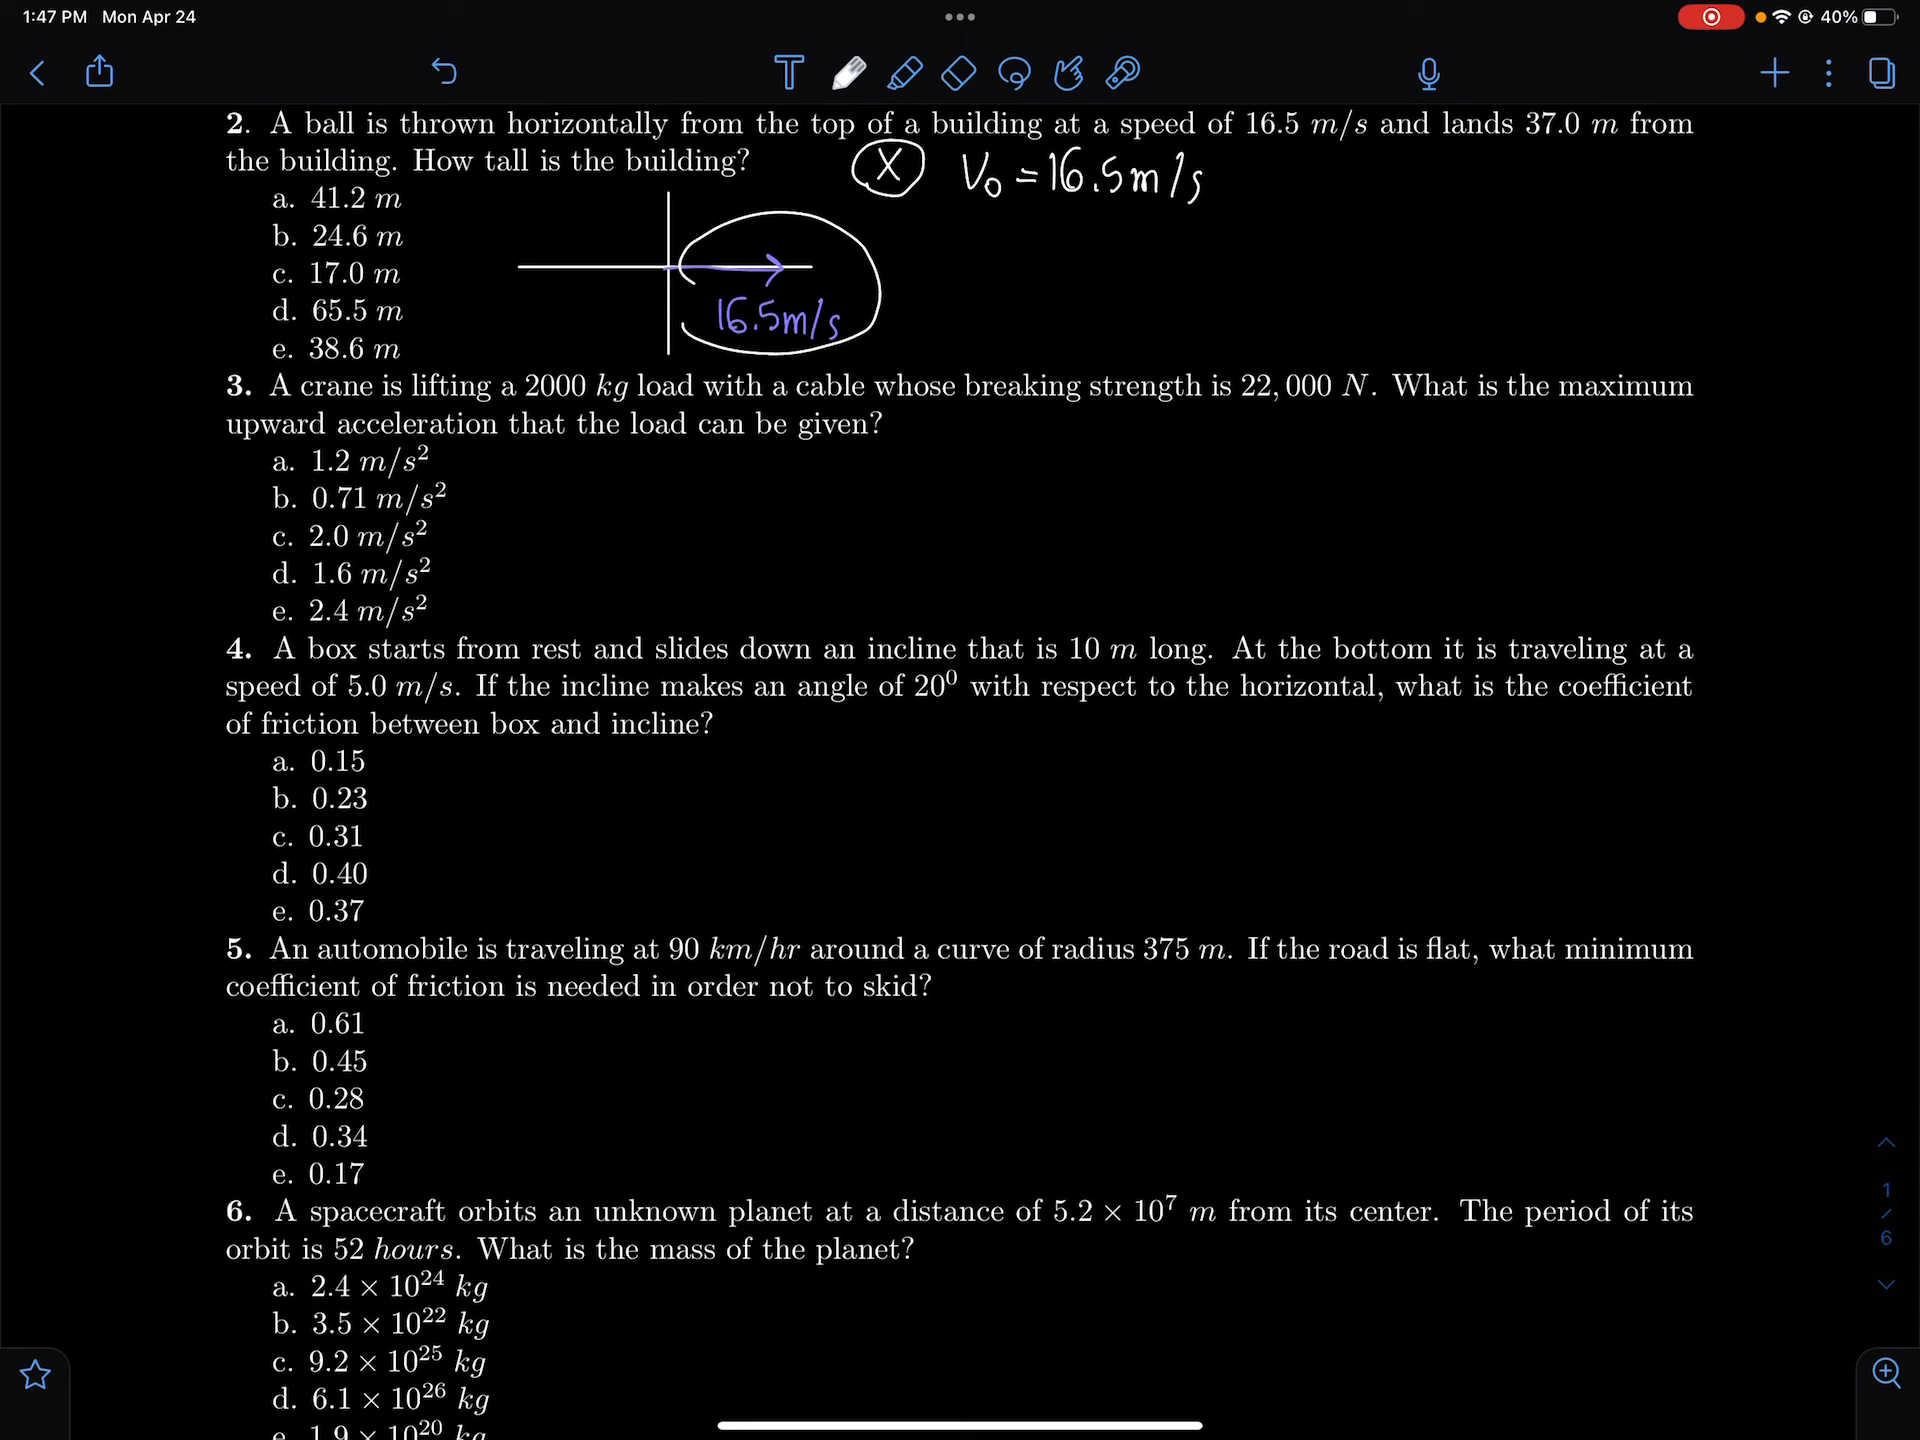 1:47 PM Mon Apr 24
40%
2. A ball is thrown horizontally from the top of a building at a speed of 16.5 m/s and lands 37.0 m from
the building. How tall is the building?
X V₀ = 16.5m/s
a. 41.2 m
b. 24.6 m
c. 17.0 m
d. 65.5 m
16.5m/s
e. 38.6 m
3. A crane is lifting a 2000 kg load with a cable whose breaking strength is 22,000 N. What is the maximum
upward acceleration that the load can be given?
a. 1.2 m/s²
b. 0.71 m/s²
c. 2.0 m/s²
d. 1.6 m/s²
e. 2.4 m/s²
4. A box starts from rest and slides down an incline that is 10 m long. At the bottom it is traveling at a
speed of 5.0 m/s. If the incline makes an angle of 20⁰ with respect to the horizontal, what is the coefficient
of friction between box and incline?
a. 0.15
b. 0.23
c. 0.31
d. 0.40
e. 0.37
5. An automobile is traveling at 90 km/hr around a curve of radius 375 m. If the road is flat, what minimum
coefficient of friction is needed in order not to skid?
a. 0.61
b. 0.45
c. 0.28
d. 0.34
e. 0.17
1
/
6
6. A spacecraft orbits an unknown planet at a distance of 5.2 × 10⁷ m from its center. The period of its
orbit is 52 hours. What is the mass of the planet?
a. 2.4 × 10²⁴ kg
b. 3.5 × 10²² kg
c. 9.2 × 10²⁵ kg
d. 6.1 × 10²⁶ kg
e. 1.9 × 10²⁰ kg